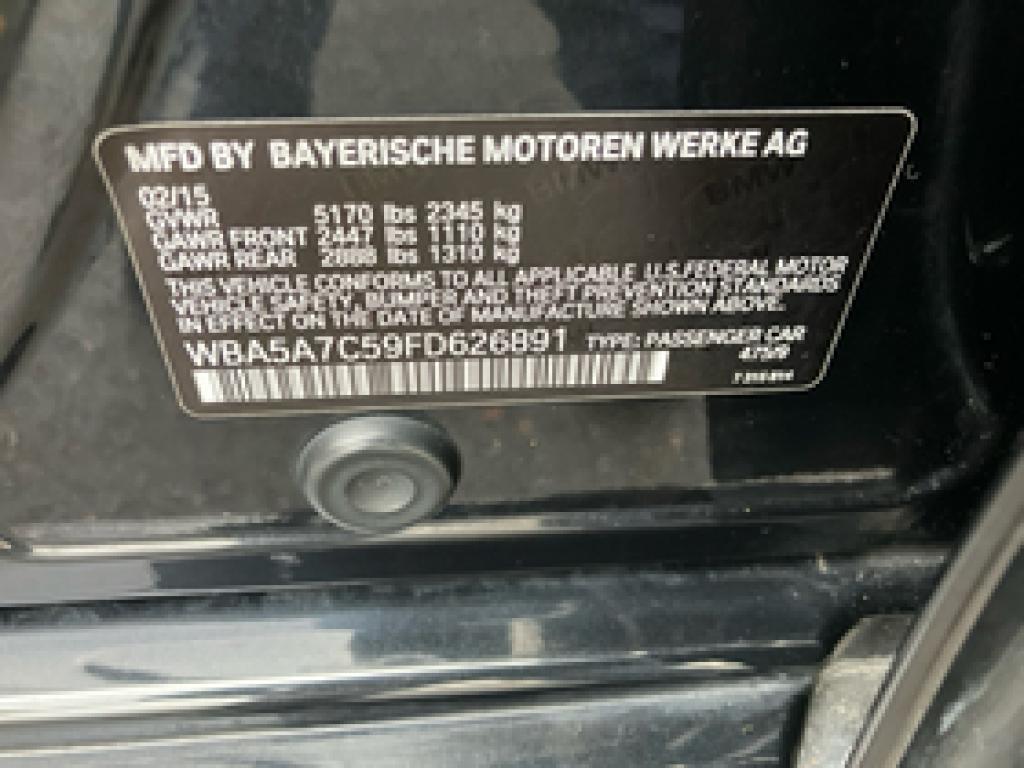 MFD BY BAYERISCHE MOTOREN WERKE AG
02/15
GVWR 5170 lbs 2345 kg
GAWR FRONT 2447 lbs 1110 kg
GAWR REAR 2888 lbs 1310 kg
THIS VEHICLE CONFORMS TO ALL APPLICABLE U.S.FEDERAL MOTOR
VEHICLE SAFETY, BUMPER AND THEFT PREVENTION STANDARDS
IN EFFECT ON THE DATE OF MANUFACTURE SHOWN ABOVE.
WBA5A7C59FD626891 TYPE: PASSENGER CAR
475/9